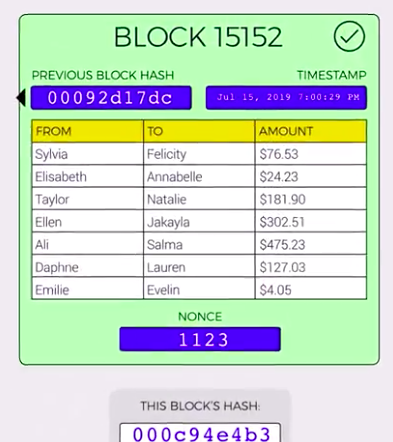 BLOCK 15152
PREVIOUS BLOCK HASH TIMESTAMP
00092d17dc Jul 15, 2019 7:00:29 PM
FROM TO AMOUNT
Sylvia Felicity $76.53
Elisabeth Annabelle $24.23
Taylor Natalie $181.90
Ellen Jakayla $302.51
Ali Salma $475.23
Daphne Lauren $127.03
Emilie Evelin $4.05
NONCE
1123
THIS BLOCK'S HASH:
000c94e4b3